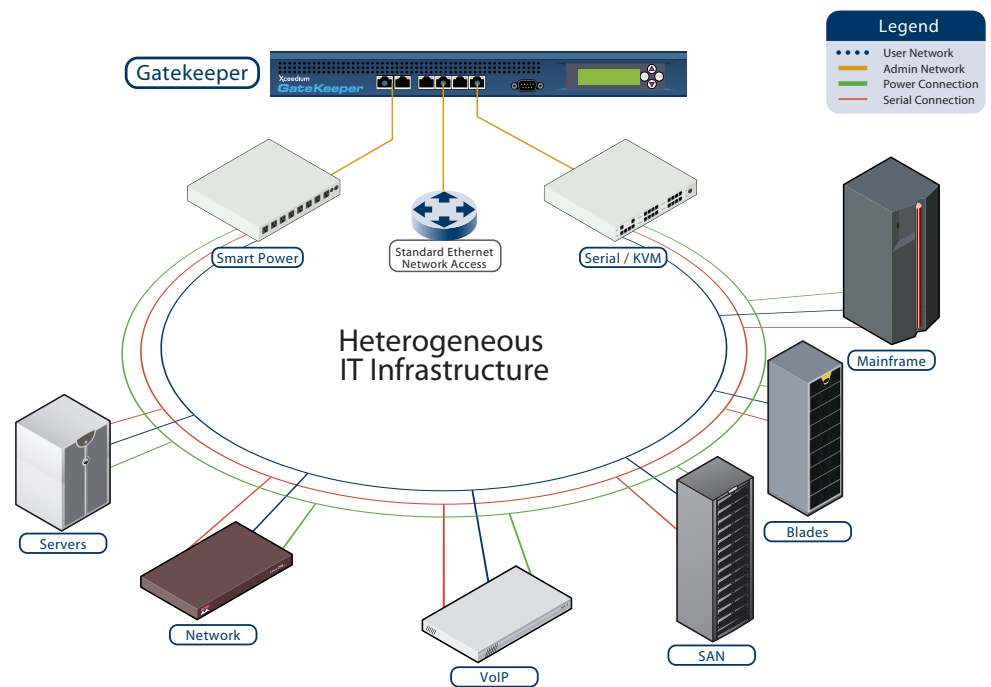 Legend
User Network
Admin Network
Power Connection
Serial Connection
Gatekeeper
Xceedium
GateKeeper
Smart Power
Standard Ethernet
Network Access
Serial / KVM
Heterogeneous
IT Infrastructure
Mainframe
Servers
Blades
Network
SAN
VoIP